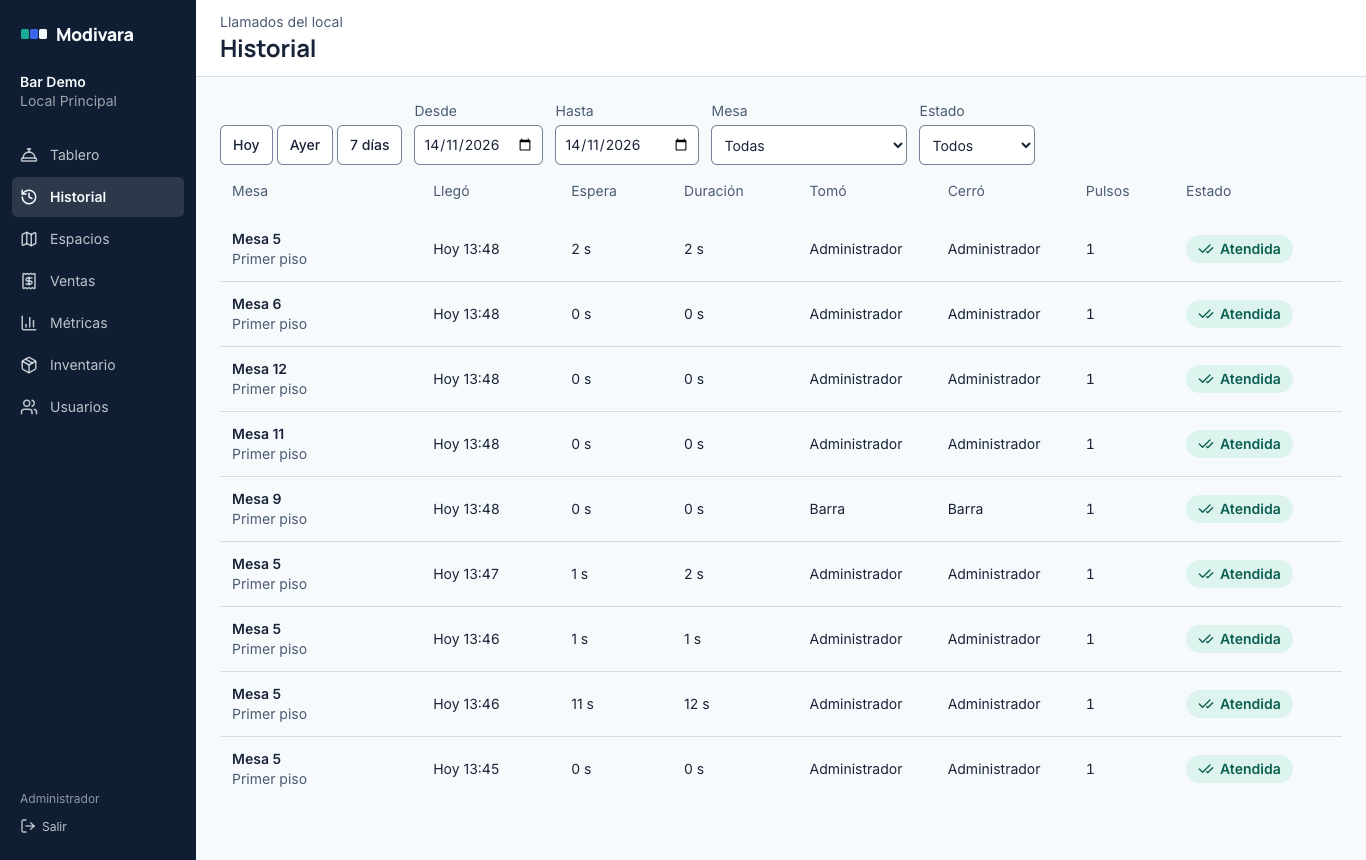 Modivara
Bar Demo
Local Principal
Tablero
Historial
Espacios
Ventas
Métricas
Inventario
Usuarios
Administrador
Salir
Llamados del local
Historial
Desde Hasta Mesa Estado
Hoy Ayer 7 días 14/11/2026 14/11/2026 Todas Todos
Mesa Llegó Espera Duración Tomó Cerró Pulsos Estado
Mesa 5
Primer piso
Hoy 13:48 2 s 2 s Administrador Administrador 1 Atendida
Mesa 6
Primer piso
Hoy 13:48 0 s 0 s Administrador Administrador 1 Atendida
Mesa 12
Primer piso
Hoy 13:48 0 s 0 s Administrador Administrador 1 Atendida
Mesa 11
Primer piso
Hoy 13:48 0 s 0 s Administrador Administrador 1 Atendida
Mesa 9
Primer piso
Hoy 13:48 0 s 0 s Barra Barra 1 Atendida
Mesa 5
Primer piso
Hoy 13:47 1 s 2 s Administrador Administrador 1 Atendida
Mesa 5
Primer piso
Hoy 13:46 1 s 1 s Administrador Administrador 1 Atendida
Mesa 5
Primer piso
Hoy 13:46 11 s 12 s Administrador Administrador 1 Atendida
Mesa 5
Primer piso
Hoy 13:45 0 s 0 s Administrador Administrador 1 Atendida